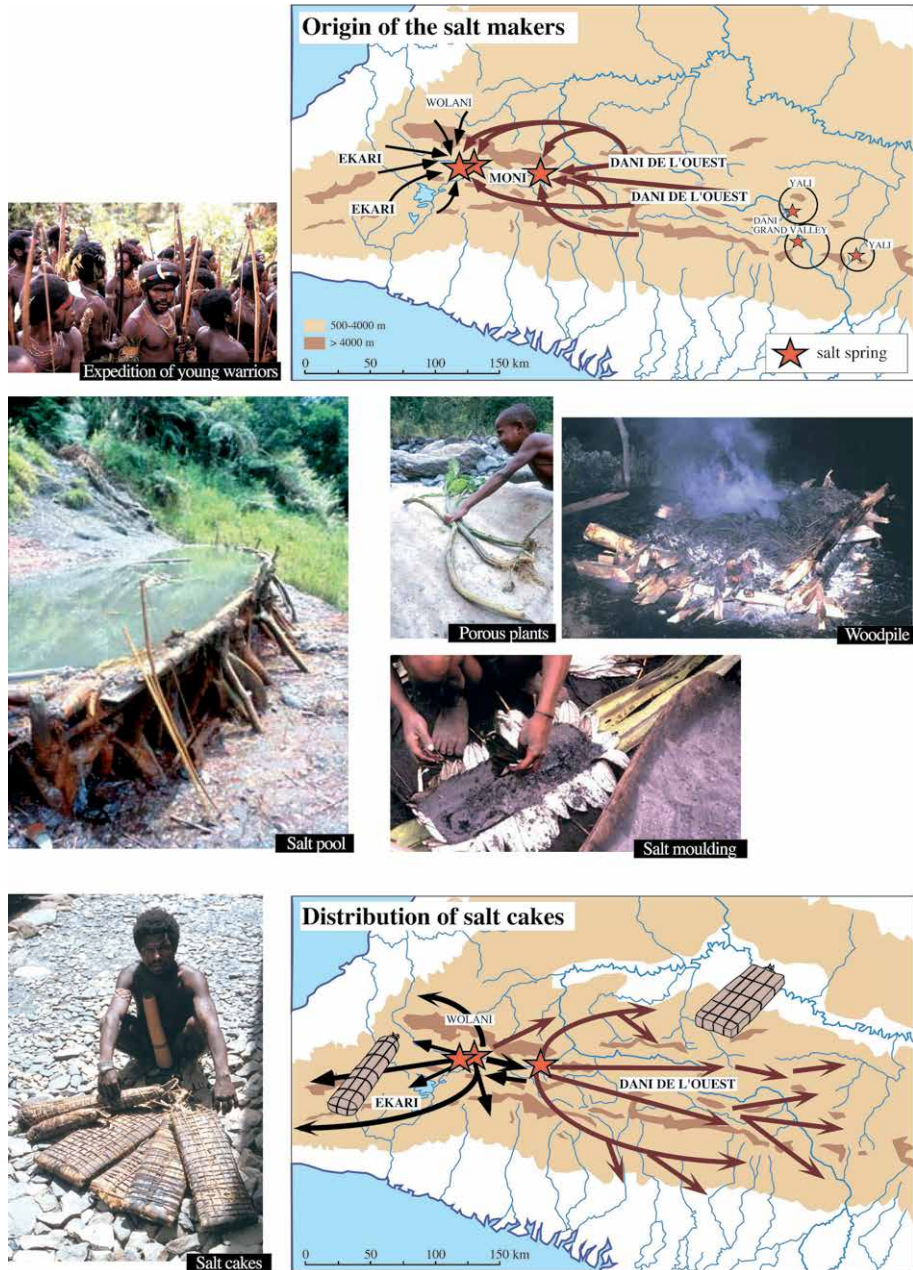 Origin of the salt makers
WOLANI
EKARI
DANI DE L'OUEST
MONI
YALI
EKARI
DANI DE L'OUEST
DANI
GRAND VALLEY
YALI
500-4000 m
> 4000 m
salt spring
0 50 100 150 km
Expedition of young warriors
Porous plants
Woodpile
Salt pool
Salt moulding
Distribution of salt cakes
WOLANI
DANI DE L'OUEST
EKARI
0 50 100 150 km
Salt cakes